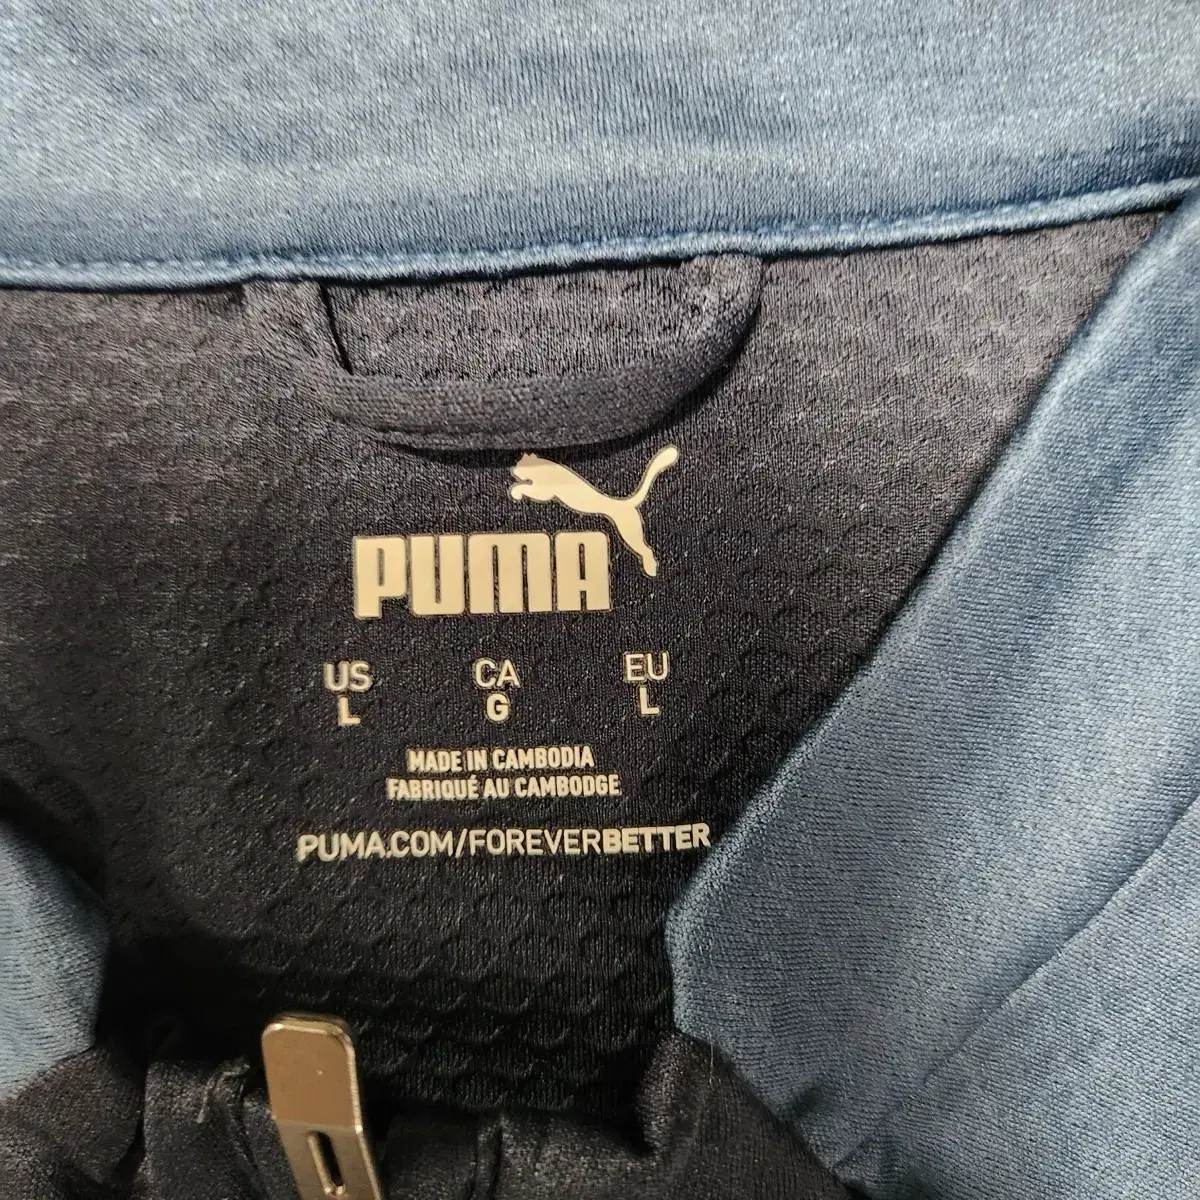 PUMA
US CA EU
L G L
MADE IN CAMBODIA
FABRIQUÉ AU CAMBODGE
PUMA.COM/FOREVERBETTER